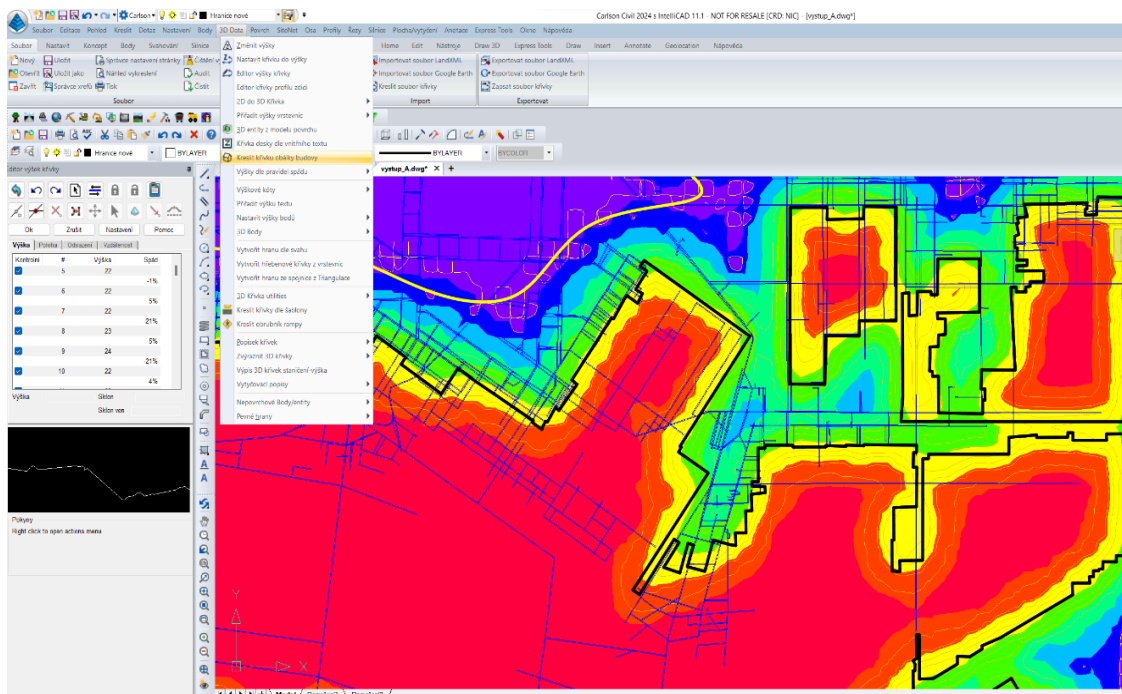 Carlson
Hranice nové
Carlson Civil 2024 s IntelliCAD 11.1 - NOT FOR RESALE [CRD: NIC] - [vystup_A.dwg*]
Soubor Editace Pohled Kreslit Dotaz Nastavení Body 3D Data Povrch SiteNet Osa Profily Řezy Silnice Plocha/vytyčení Anotace Express Tools Okno Nápověda
Soubor Nastavit Koncept Body Svahování Silnice Home Edit Nástroje Draw 3D Express Tools Draw Insert Annotate Geolocation Nápověda
Nový Uložit Správce nastavení stránky Čištění v
Otevřít Uložit jako Náhled vykreslení Audit
Zavřít Správce xrefů Tisk Čistit
Soubor
Importovat soubor LandXML Exportovat soubor LandXML
Importovat soubor Google Earth Exportovat soubor Google Earth
Kreslit soubor křivky Zapsat soubor křivky
Import Exportovat
Hranice nové BYLAYER BYLAYER BYCOLOR
vystup_A.dwg*
Změnit výšky
Nastavit křivku do výšky
Editor výšky křivky
Editor křivky profilu zdi
2D do 3D Křivka
Přiřadit výšky vrstevnic
3D entity z modelu povrchu
Křivka desky dle vnitřního textu
Kreslit křivku obálky budovy
Výšky dle pravidel spádu
Výškové kóty
Přiřadit výšku textu
Nastavit výšky bodů
3D Body
Vytvořit hranu dle svahu
Vytvořit hřebenové křivky z vrstevnic
Vytvořit hranu ze spojnice z Triangulace
3D Křivka utilities
Kreslit křivky dle šablony
Kreslit obrubník rampy
Popisek křivek
Zvýraznit 3D křivky
Výpis 3D křivek staničení-výška
Vytyčovací popisy
Nepovrchové Body/entity
Pevné hrany
ditor výšek křivky
Ok Zrušit Nastavení Pomoc
Výška Poloha Odsazení Vzdálenost
Kontrolní # Výška Spád
5 22
-1%
6 22
5%
7 22
21%
8 23
5%
9 24
21%
10 22
4%
Výška Sklon
Sklon ven
Pokyny
Right click to open actions menu
Y
X
Model